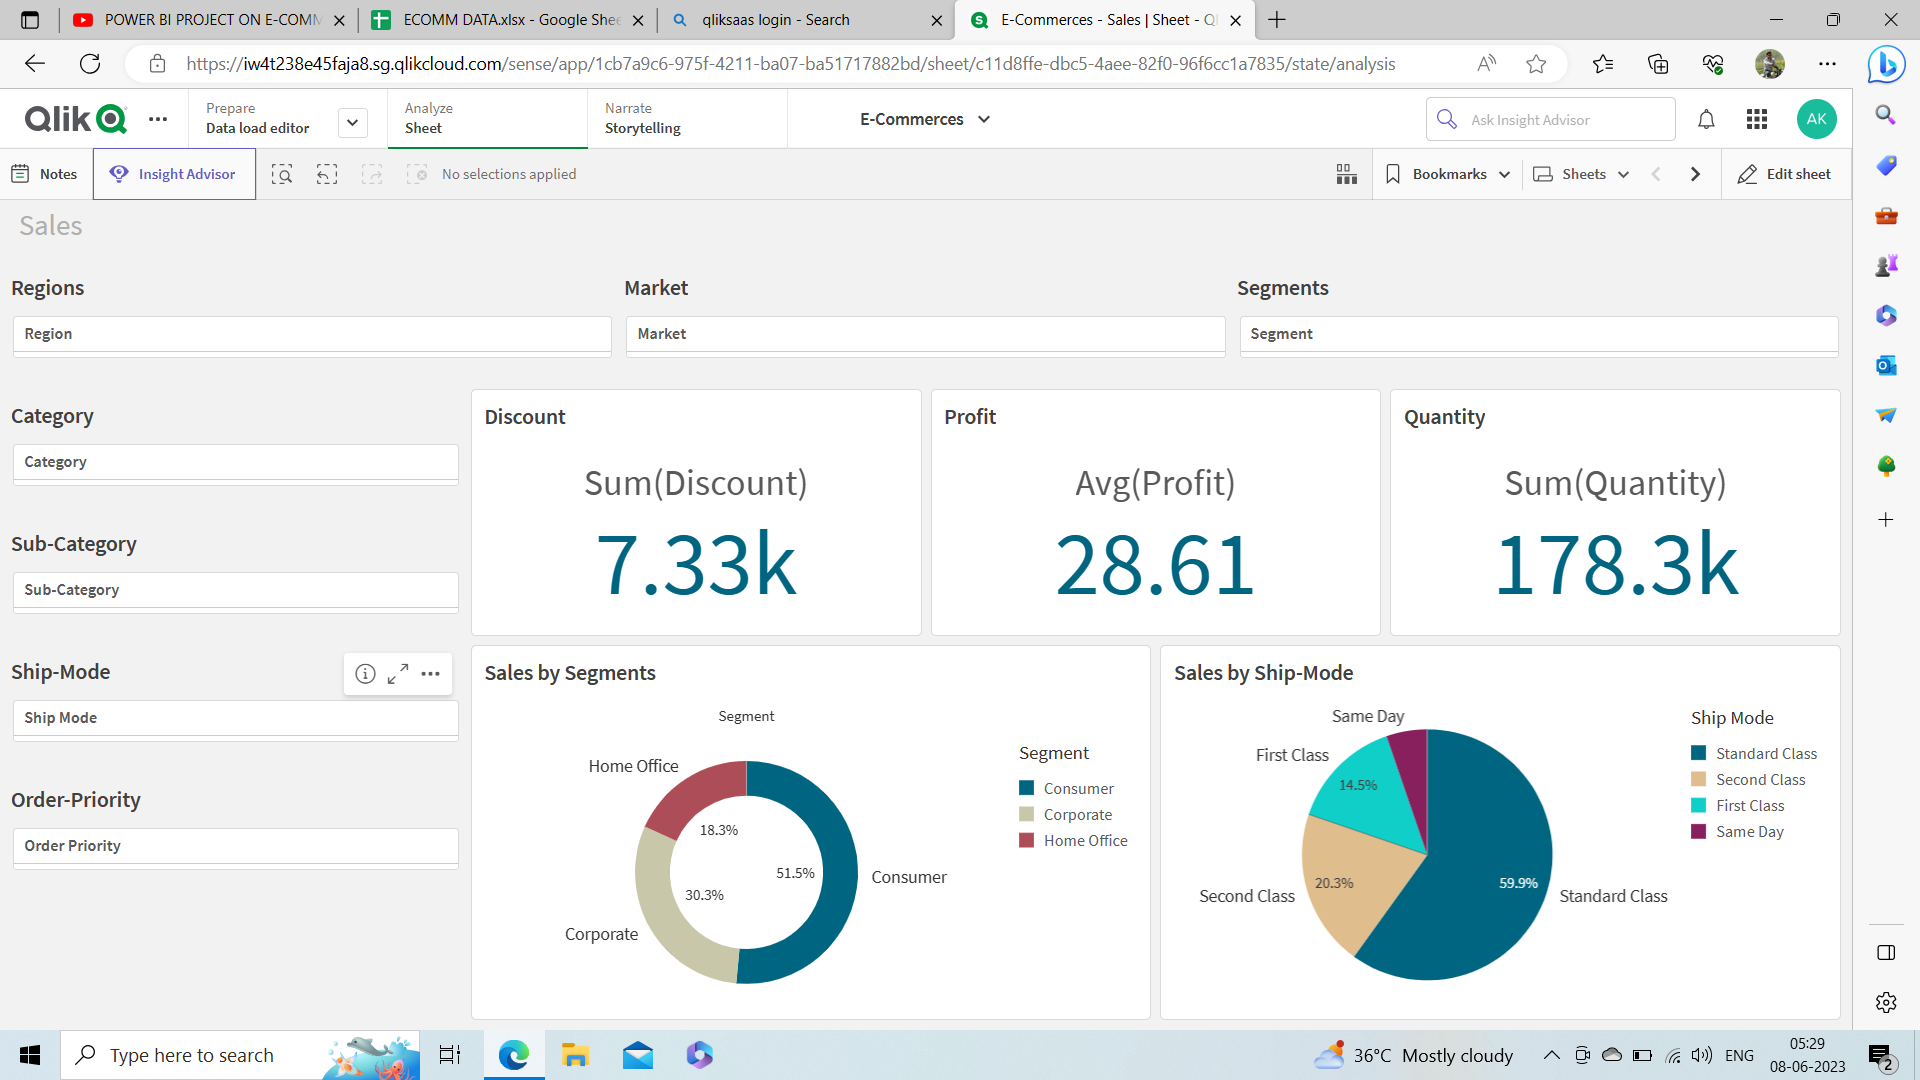 POWER BI PROJECT ON E-COMM
ECOMM DATA.xlsx - Google Shee
qliksaas login - Search
E-Commerces - Sales | Sheet - Ql
https://iw4t238e45faja8.sg.qlikcloud.com/sense/app/1cb7a9c6-975f-4211-ba07-ba51717882bd/sheet/c11d8ffe-dbc5-4aee-82f0-96f6cc1a7835/state/analysis
Qlik
Prepare
Data load editor
Analyze
Sheet
Narrate
Storytelling
E-Commerces
Ask Insight Advisor
AK
Notes
Insight Advisor
No selections applied
Bookmarks
Sheets
Edit sheet
Sales
Regions
Region
Market
Market
Segments
Segment
Category
Category
Sub-Category
Sub-Category
Ship-Mode
Ship Mode
Order-Priority
Order Priority
Discount
Sum(Discount)
7.33k
Profit
Avg(Profit)
28.61
Quantity
Sum(Quantity)
178.3k
Sales by Segments
Segment
Home Office
18.3%
51.5%
Consumer
30.3%
Corporate
Segment
Consumer
Corporate
Home Office
Sales by Ship-Mode
Same Day
First Class
14.5%
20.3%
59.9%
Second Class
Standard Class
Ship Mode
Standard Class
Second Class
First Class
Same Day
Type here to search
36°C Mostly cloudy
ENG
05:29
08-06-2023
2